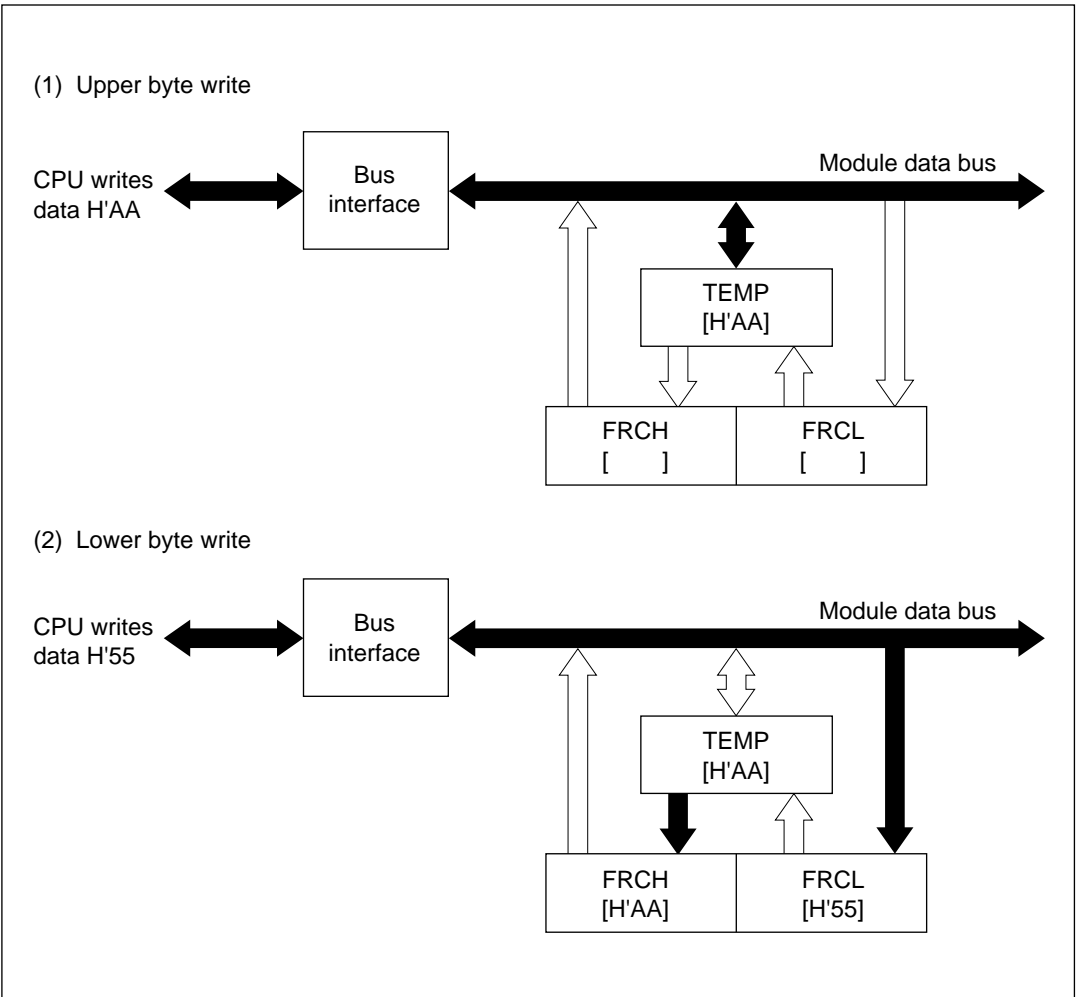 (1) Upper byte write
CPU writes
data H'AA
Bus
interface
Module data bus
TEMP
[H'AA]
FRCH
[ ]
FRCL
[ ]
(2) Lower byte write
CPU writes
data H'55
Bus
interface
Module data bus
TEMP
[H'AA]
FRCH
[H'AA]
FRCL
[H'55]